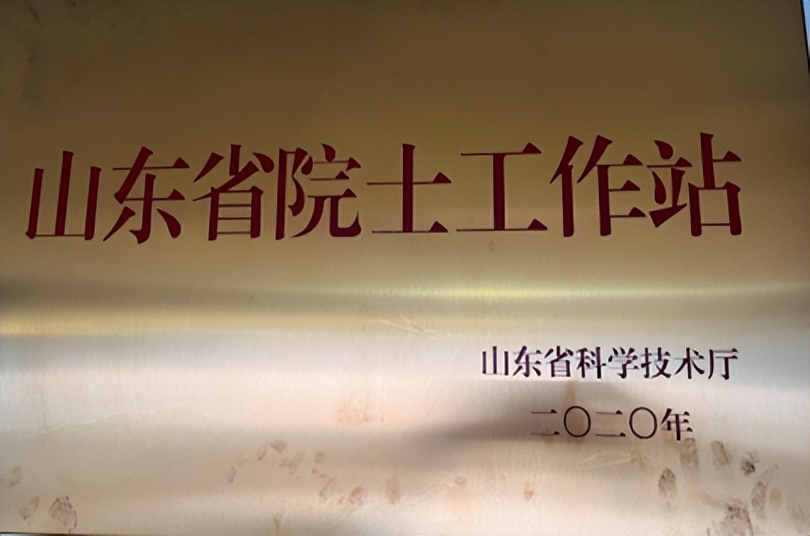 山东省院士工作站
山东省科学技术厅
二〇二〇年